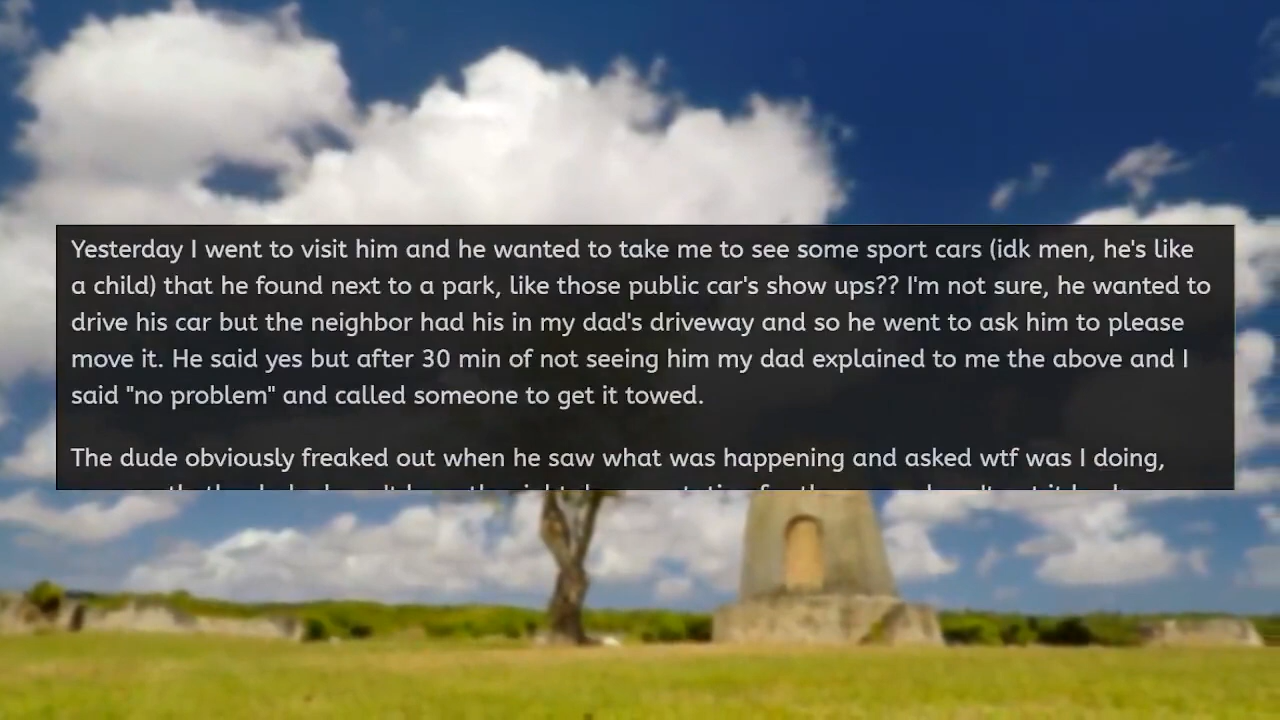 Yesterday I went to visit him and he wanted to take me to see some sport cars (idk men, he's like
a child) that he found next to a park, like those public car's show ups?? I'm not sure, he wanted to
drive his car but the neighbor had his in my dad's driveway and so he went to ask him to please
move it. He said yes but after 30 min of not seeing him my dad explained to me the above and I
said "no problem" and called someone to get it towed.
The dude obviously freaked out when he saw what was happening and asked wtf was I doing,